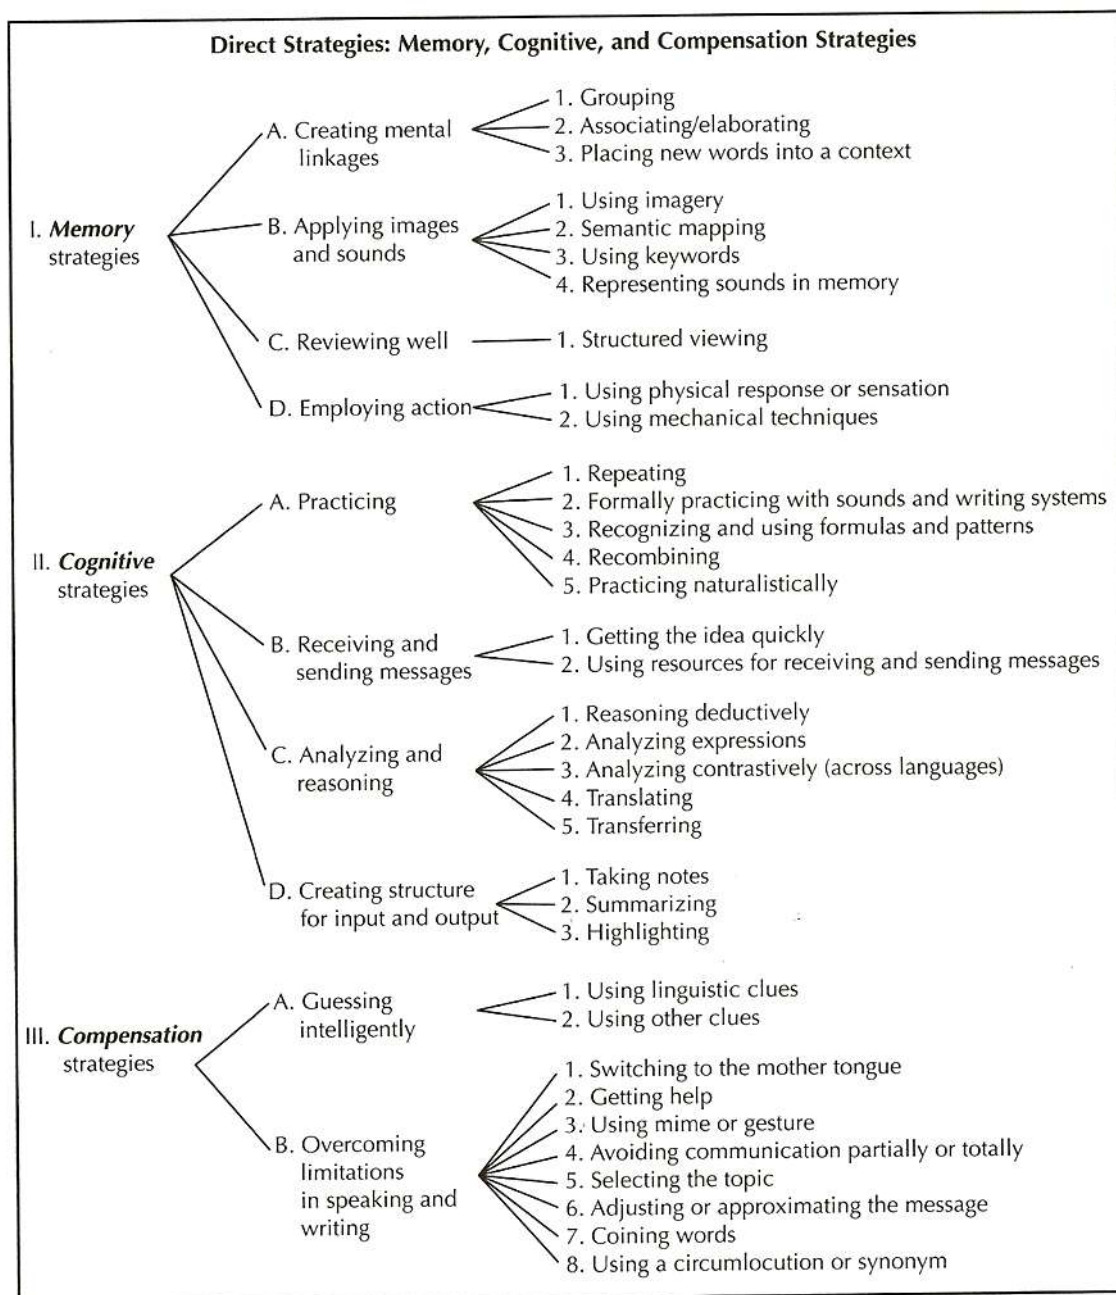 Direct Strategies: Memory, Cognitive, and Compensation Strategies
I. Memory
strategies
A. Creating mental
linkages
1. Grouping
2. Associating/elaborating
3. Placing new words into a context
B. Applying images
and sounds
1. Using imagery
2. Semantic mapping
3. Using keywords
4. Representing sounds in memory
C. Reviewing well
1. Structured viewing
D. Employing action
1. Using physical response or sensation
2. Using mechanical techniques
II. Cognitive
strategies
A. Practicing
1. Repeating
2. Formally practicing with sounds and writing systems
3. Recognizing and using formulas and patterns
4. Recombining
5. Practicing naturalistically
B. Receiving and
sending messages
1. Getting the idea quickly
2. Using resources for receiving and sending messages
C. Analyzing and
reasoning
1. Reasoning deductively
2. Analyzing expressions
3. Analyzing contrastively (across languages)
4. Translating
5. Transferring
D. Creating structure
for input and output
1. Taking notes
2. Summarizing
3. Highlighting
III. Compensation
strategies
A. Guessing
intelligently
1. Using linguistic clues
2. Using other clues
B. Overcoming
limitations
in speaking and
writing
1. Switching to the mother tongue
2. Getting help
3. Using mime or gesture
4. Avoiding communication partially or totally
5. Selecting the topic
6. Adjusting or approximating the message
7. Coining words
8. Using a circumlocution or synonym